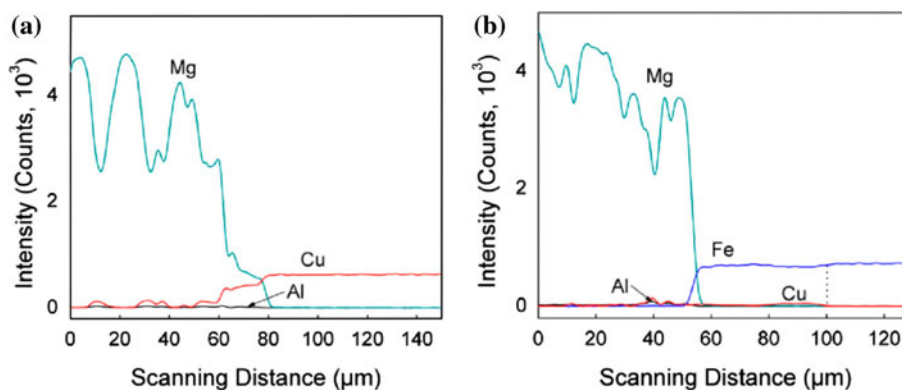 (a)
Intensity (Counts, 10³)
4
2
0
Mg
Cu
Al
0 20 40 60 80 100 120 140
Scanning Distance (µm)
(b)
Intensity (Counts, 10³)
4
2
0
Mg
Fe
Al
Cu
0 20 40 60 80 100 120
Scanning Distance (µm)